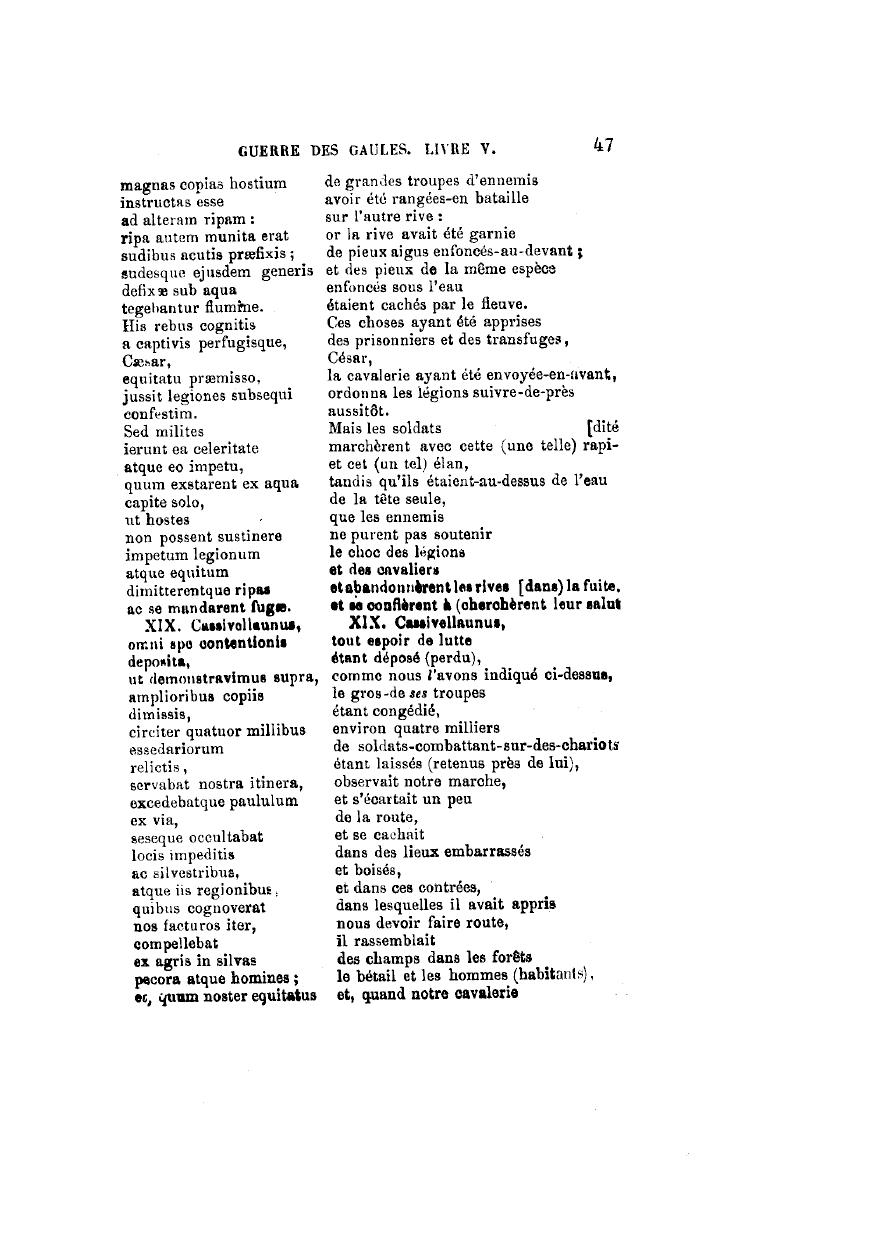 GUERRE DES GAULES. LIVRE V. 47
magnas copias hostium
instructas esse
ad alteram ripam :
ripa autem munita erat
sudibus acutis præfixis ;
sudesque ejusdem generis
defixæ sub aqua
tegebantur flumine.
His rebus cognitis
a captivis perfugisque,
Cæsar,
equitatu præmisso,
jussit legiones subsequi
confestim.
Sed milites
ierunt ea celeritate
atque eo impetu,
quum exstarent ex aqua
capite solo,
ut hostes
non possent sustinere
impetum legionum
atque equitum
dimitterentque ripas
ac se mandarent fugæ.
XIX. Cassivellaunus,
omni spe contentionis
deposita,
ut demonstravimus supra,
amplioribus copiis
dimissis,
circiter quatuor millibus
essedariorum
relictis,
servabat nostra itinera,
excedebatque paululum
ex via,
seseque occultabat
locis impeditis
ac silvestribus,
atque iis regionibus,
quibus cognoverat
nos facturos iter,
compellebat
ex agris in silvas
pecora atque homines ;
et, quum noster equitatus
de grandes troupes d'ennemis
avoir été rangées-en bataille
sur l'autre rive :
or la rive avait été garnie
de pieux aigus enfoncés-au-devant ;
et des pieux de la même espèce
enfoncés sous l'eau
étaient cachés par le fleuve.
Ces choses ayant été apprises
des prisonniers et des transfuges,
César,
la cavalerie ayant été envoyée-en-avant,
ordonna les légions suivre-de-près
aussitôt.
Mais les soldats [dité
marchèrent avec cette (une telle) rapi-
et cet (un tel) élan,
tandis qu'ils étaient-au-dessus de l'eau
de la tête seule,
que les ennemis
ne purent pas soutenir
le choc des légions
et des cavaliers
et abandonnèrent les rives [dans) la fuite.
et se confièrent à (cherchèrent leur salut
XIX. Cassivellaunus,
tout espoir de lutte
étant déposé (perdu),
comme nous l'avons indiqué ci-dessus,
le gros-de ses troupes
étant congédié,
environ quatre milliers
de soldats-combattant-sur-des-chariots
étant laissés (retenus près de lui),
observait notre marche,
et s'écartait un peu
de la route,
et se cachait
dans des lieux embarrassés
et boisés,
et dans ces contrées,
dans lesquelles il avait appris
nous devoir faire route,
il rassemblait
des champs dans les forêts
le bétail et les hommes (habitants),
et, quand notre cavalerie